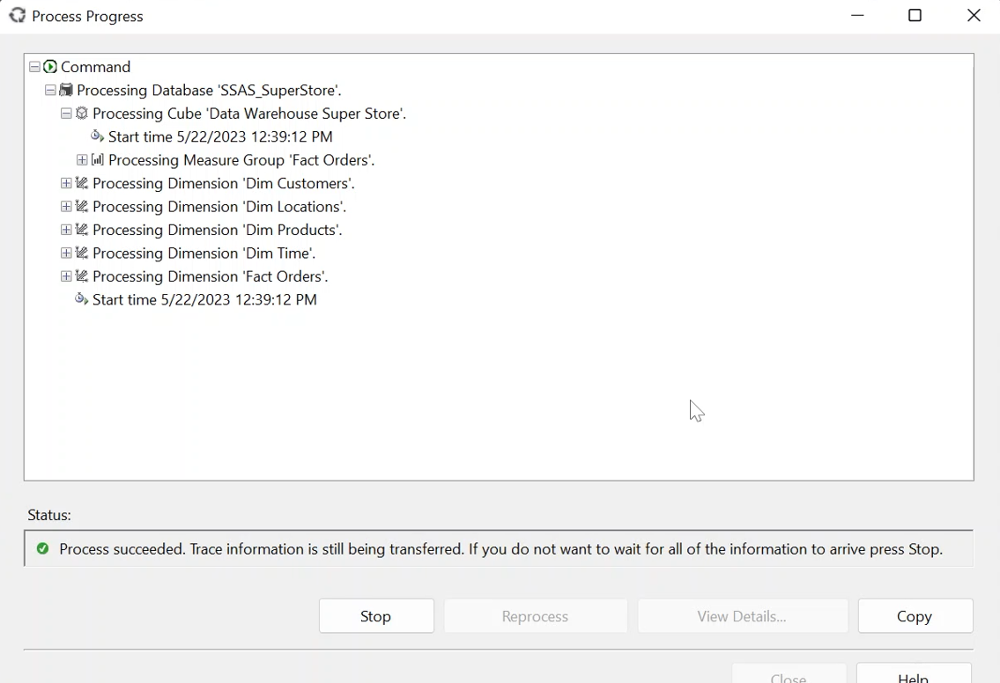 Process Progress
Command
Processing Database 'SSAS_SuperStore'.
Processing Cube 'Data Warehouse Super Store'.
Start time 5/22/2023 12:39:12 PM
Processing Measure Group 'Fact Orders'.
Processing Dimension 'Dim Customers'.
Processing Dimension 'Dim Locations'.
Processing Dimension 'Dim Products'.
Processing Dimension 'Dim Time'.
Processing Dimension 'Fact Orders'.
Start time 5/22/2023 12:39:12 PM
Status:
Process succeeded. Trace information is still being transferred. If you do not want to wait for all of the information to arrive press Stop.
Stop Reprocess View Details... Copy
Close Help